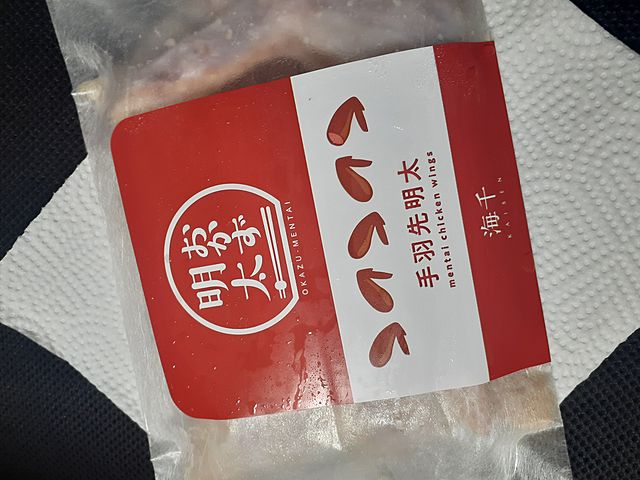 おかず
明太
OKAZU-MENTAI
手羽先明太
mentai chicken wings
海千
KAISEN